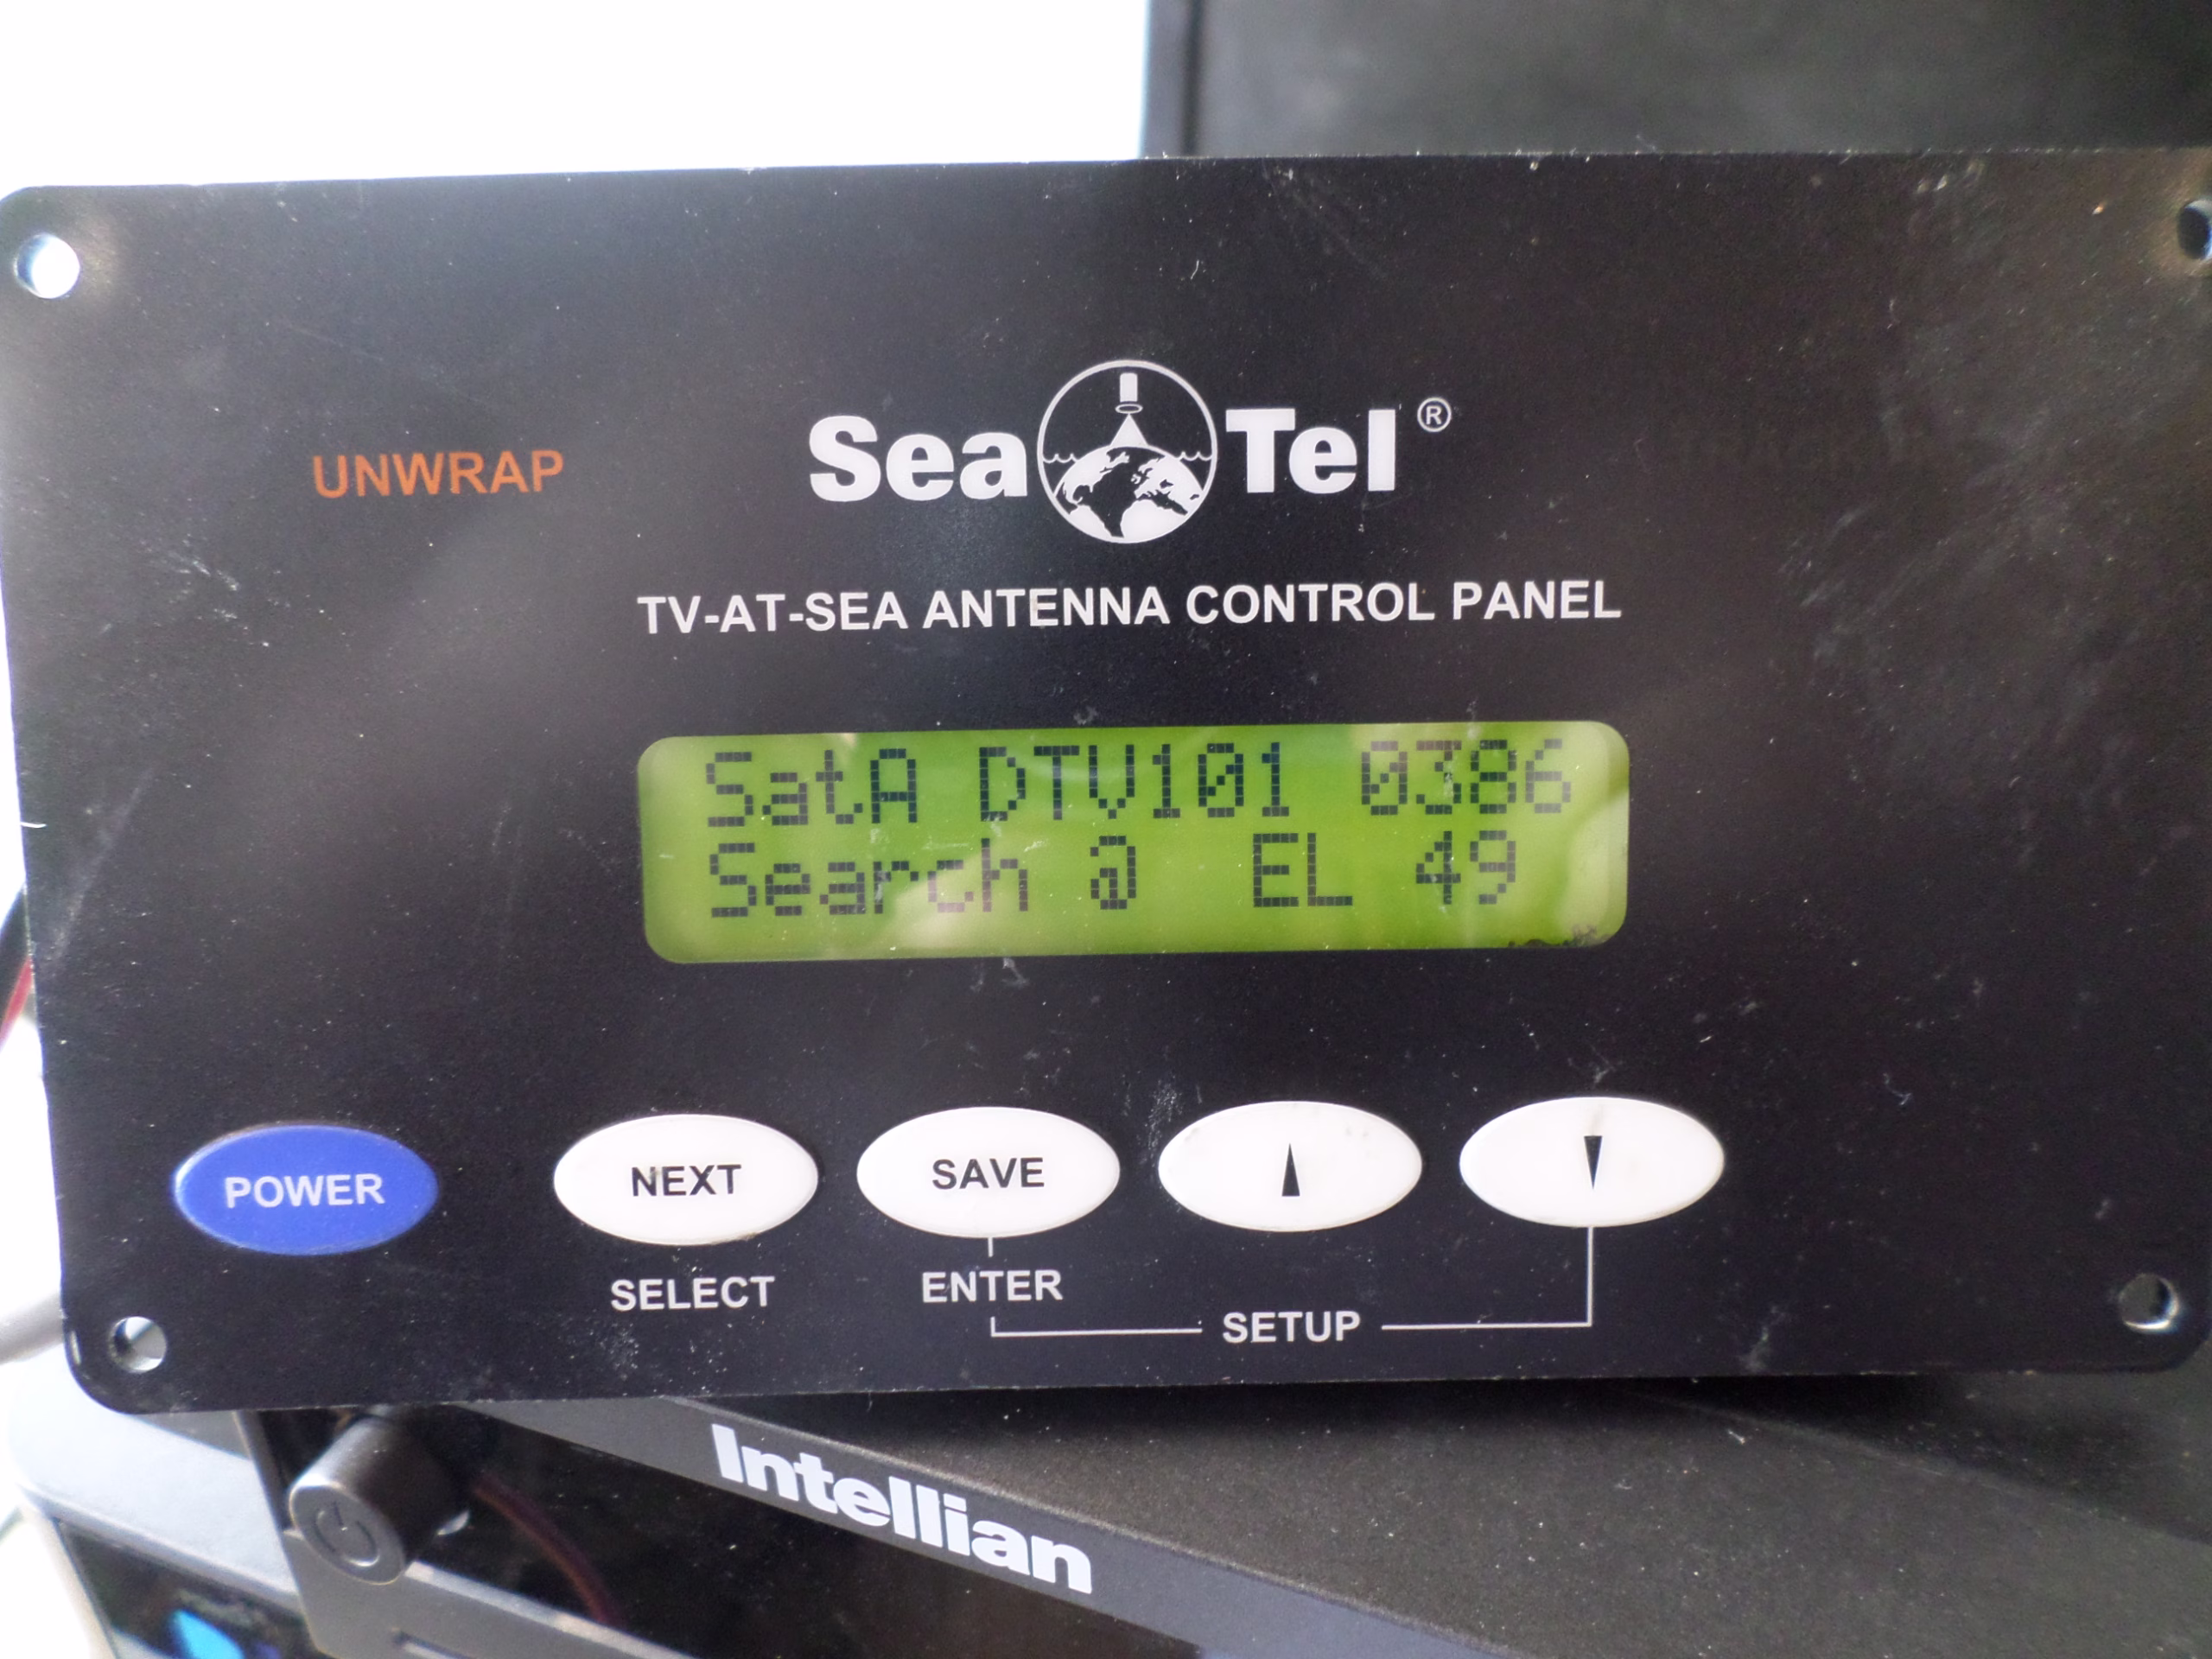 UNWRAP
Sea Tel ®
TV-AT-SEA ANTENNA CONTROL PANEL
SatA DTV101 0386
Search @ EL 49
POWER
NEXT
SAVE
SELECT
ENTER
SETUP
Intellian